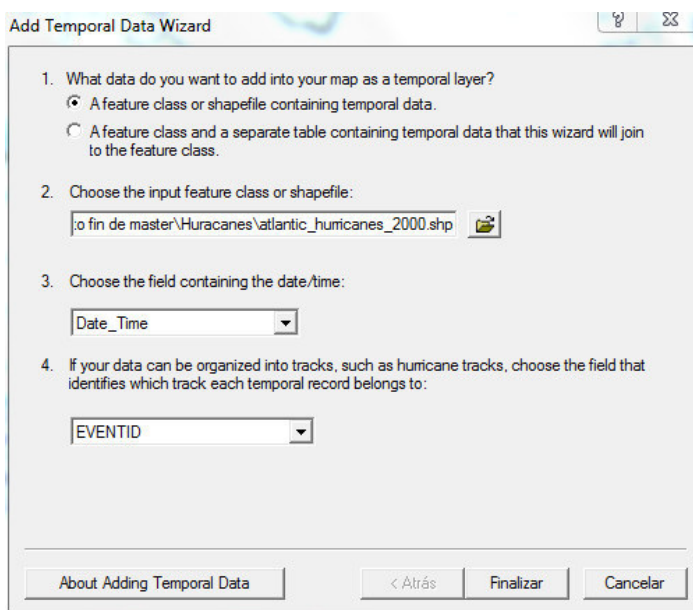 Add Temporal Data Wizard
1. What data do you want to add into your map as a temporal layer?
A feature class or shapefile containing temporal data.
A feature class and a separate table containing temporal data that this wizard will join
to the feature class.
2. Choose the input feature class or shapefile:
:o fin de master\Huracanes\atlantic_hurricanes_2000.shp
3. Choose the field containing the date/time:
Date_Time
4. If your data can be organized into tracks, such as hurricane tracks, choose the field that
identifies which track each temporal record belongs to:
EVENTID
About Adding Temporal Data
< Atrás
Finalizar
Cancelar